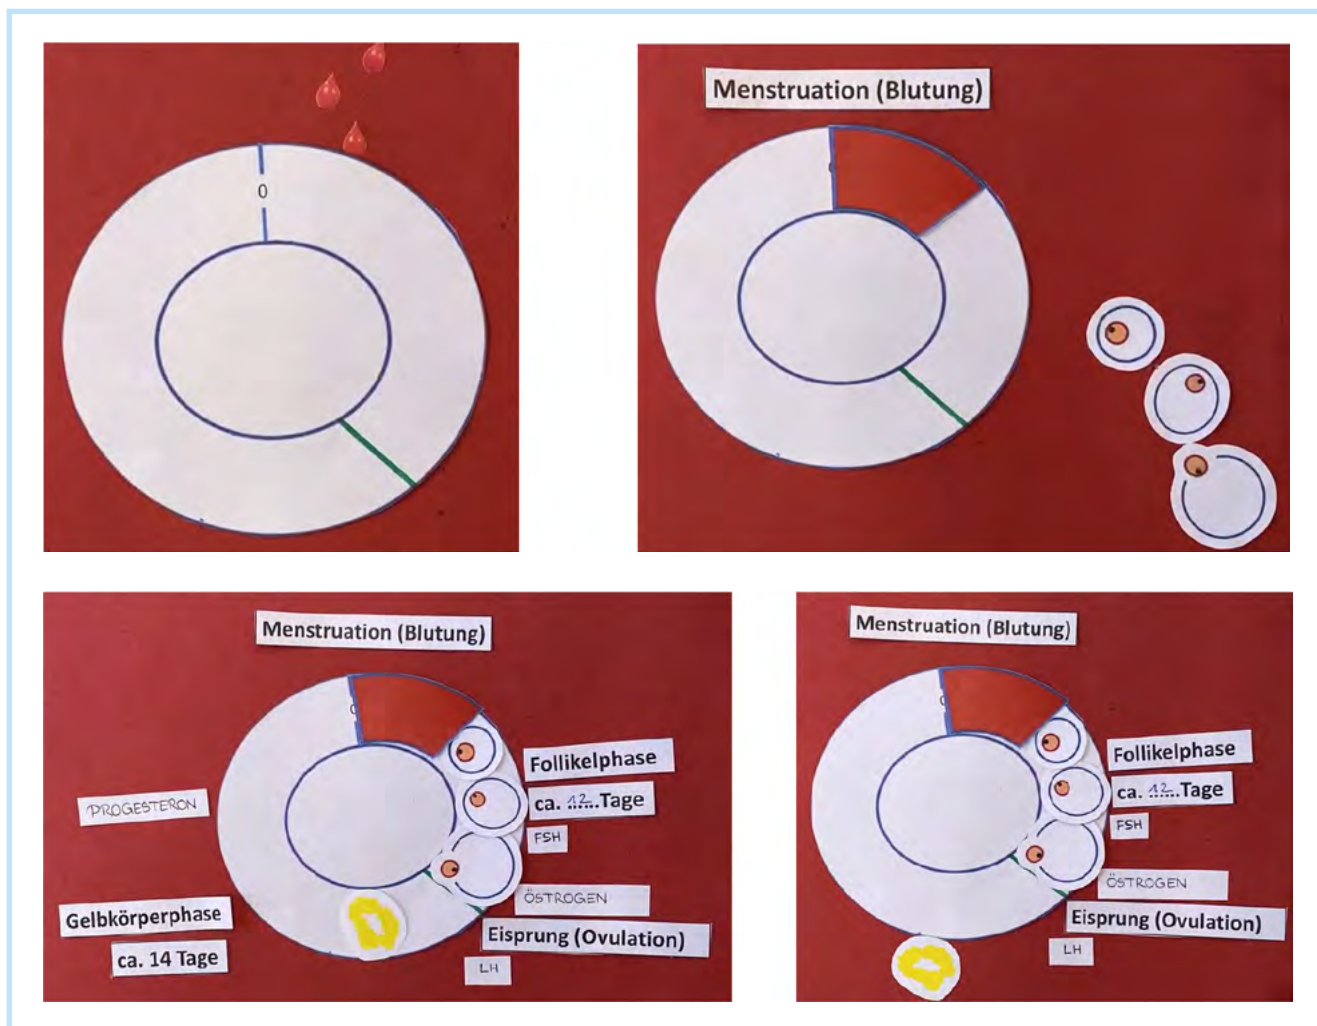 0
Menstruation (Blutung)
Menstruation (Blutung)
Follikelphase
ca. ..12...Tage
FSH
PROGESTERON
ÖSTROGEN
Gelbkörperphase
Eisprung (Ovulation)
ca. 14 Tage
LH
Menstruation (Blutung)
Follikelphase
ca. ..12...Tage
FSH
ÖSTROGEN
Eisprung (Ovulation)
LH